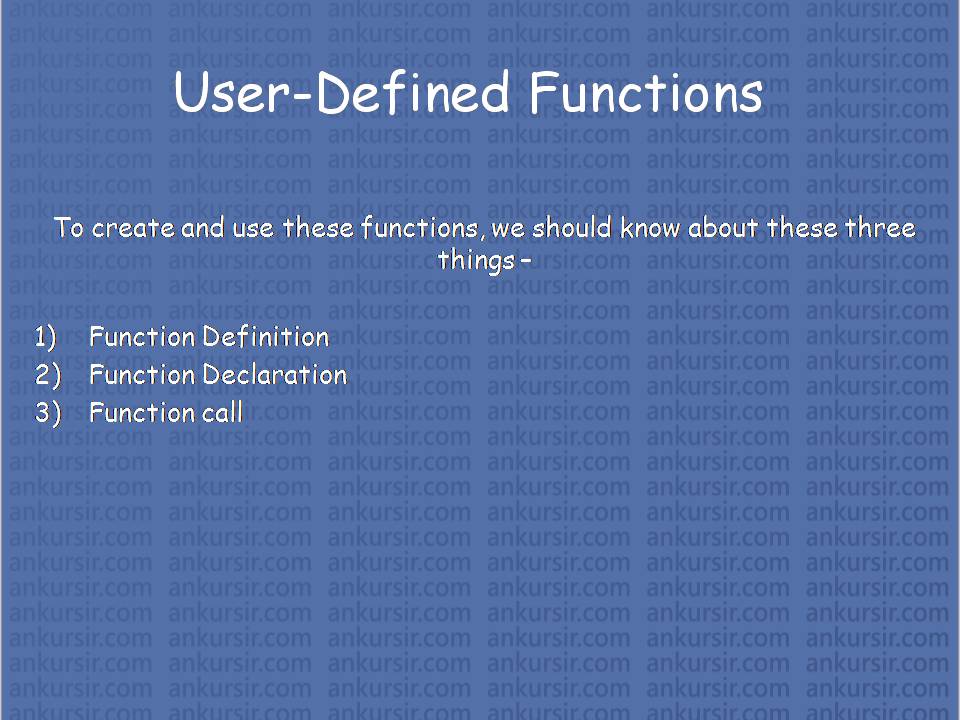 User-Defined Functions
To create and use these functions, we should know about these three
things –
1) Function Definition
2) Function Declaration
3) Function call
ankursir.com